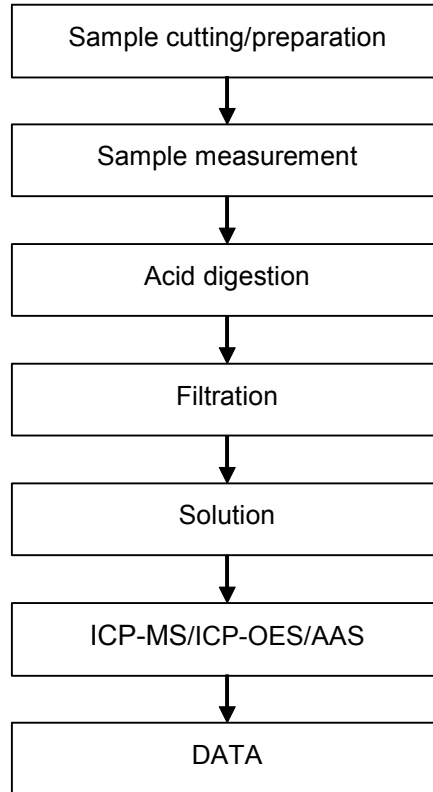 Sample cutting/preparation
Sample measurement
Acid digestion
Filtration
Solution
ICP-MS/ICP-OES/AAS
DATA